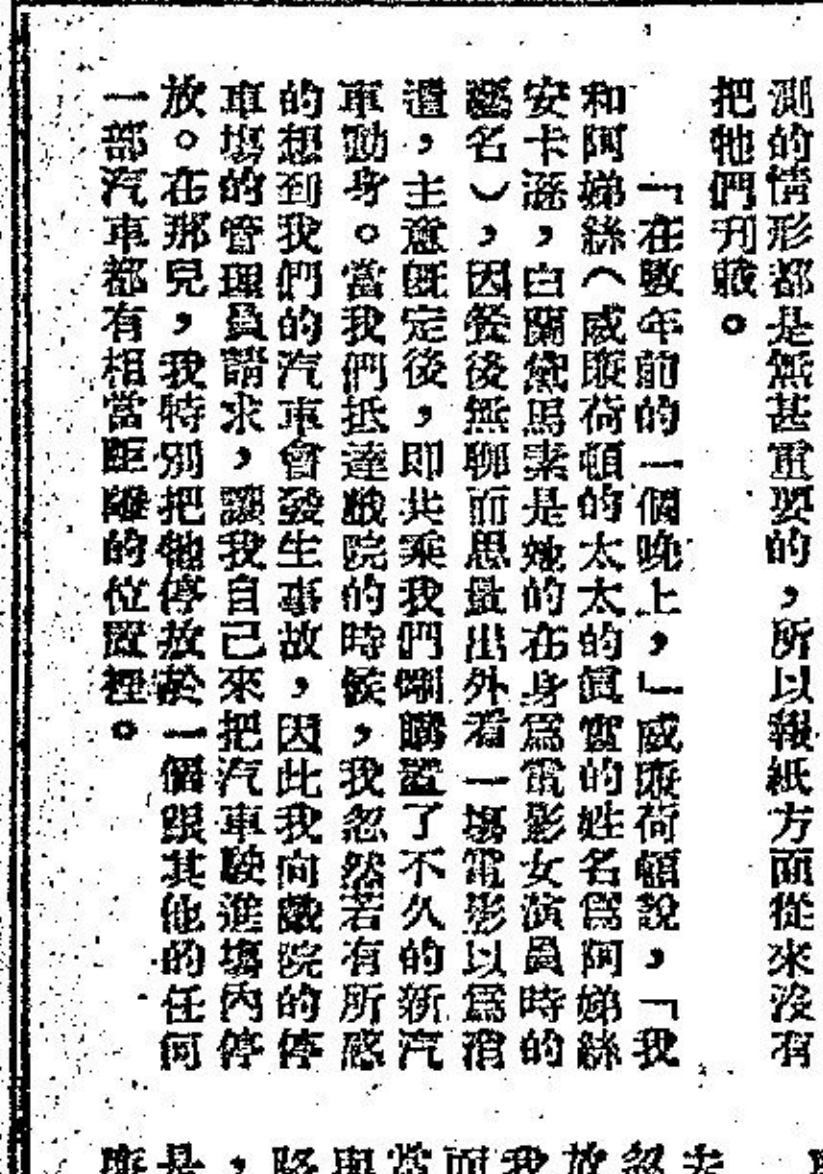 測的情形都是無甚重要的，所以報紙方面從來沒有
把牠們刊載。
「在數年前的一個晚上，」威廉荷頓說，「我
和阿娣絲（威廉荷頓的太太的眞實的姓名爲阿娣絲
安卡遜，白蘭黛馬素是她的在身爲電影女演員時的
藝名），因餐後無聊而思量出外看一塲電影以爲消
遣，主意旣定後，卽共乘我們剛購置了不久的新汽
車動身。當我們抵達戲院的時候，我忽然若有所感
的想到我們的汽車會發生事故，因此我向戲院的停
車塲的管理員請求，讓我自己來把汽車駛進塲內停
放。在那兒，我特別把牠停放於一個跟其他的任何
一部汽車都有相當距離的位置裡。